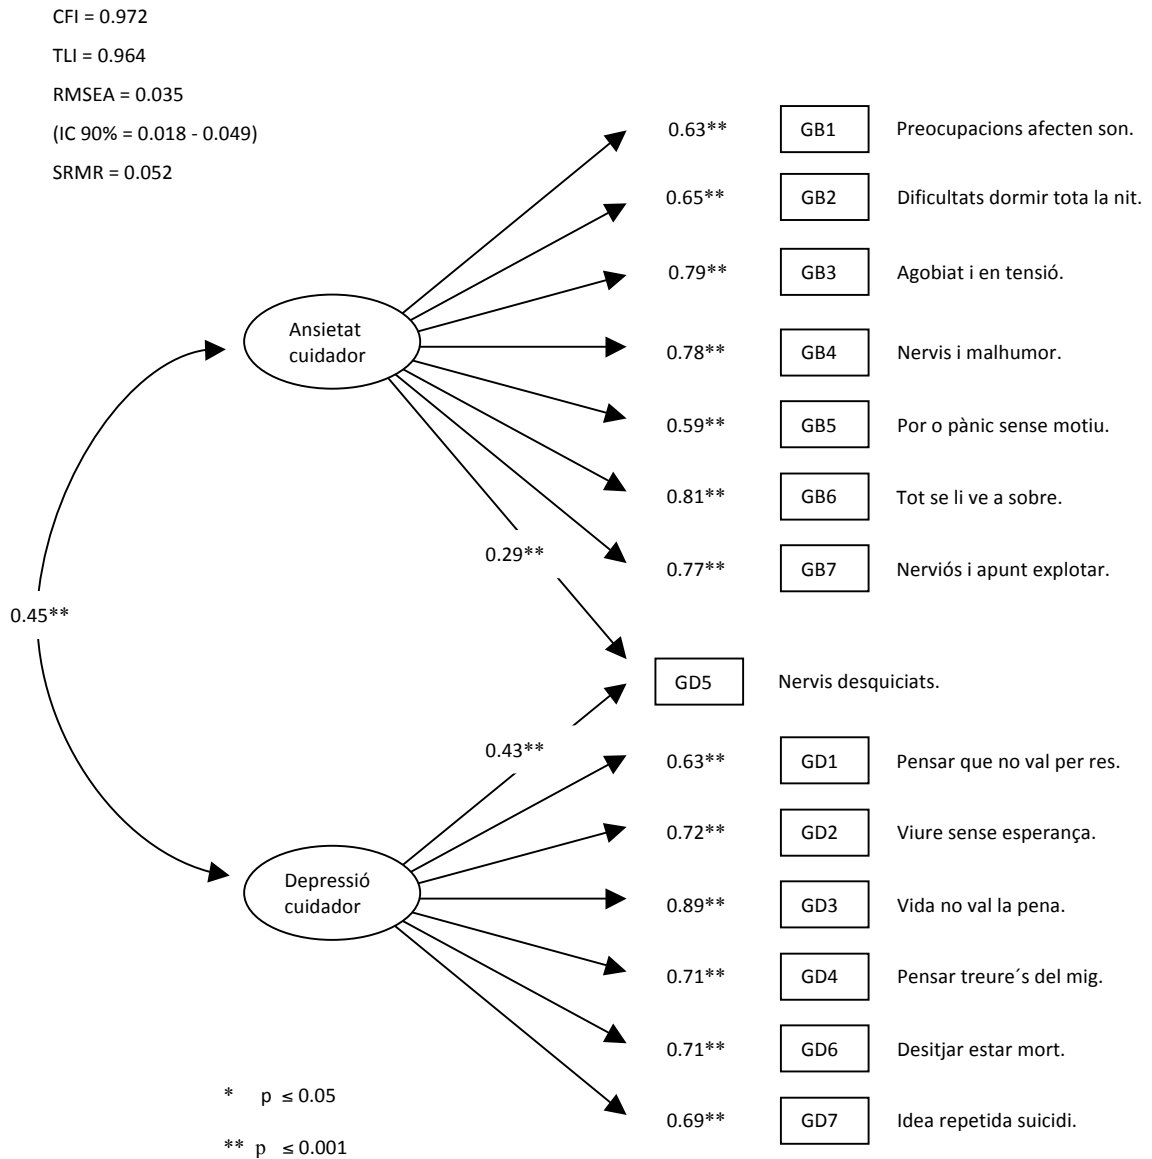 CFI = 0.972
TLI = 0.964
RMSEA = 0.035
(IC 90% = 0.018 - 0.049)
SRMR = 0.052
0.63** GB1 Preocupacions afecten son.
0.65** GB2 Dificultats dormir tota la nit.
0.79** GB3 Agobiat i en tensió.
Ansietat
cuidador
0.78** GB4 Nervis i malhumor.
0.59** GB5 Por o pànic sense motiu.
0.81** GB6 Tot se li ve a sobre.
0.29**
0.77** GB7 Nerviós i apunt explotar.
0.45**
GD5 Nervis desquiciats.
0.43**
0.63** GD1 Pensar que no val per res.
0.72** GD2 Viure sense esperança.
Depressió
cuidador
0.89** GD3 Vida no val la pena.
0.71** GD4 Pensar treure´s del mig.
0.71** GD6 Desitjar estar mort.
* p ≤ 0.05
0.69** GD7 Idea repetida suicidi.
** p ≤ 0.001